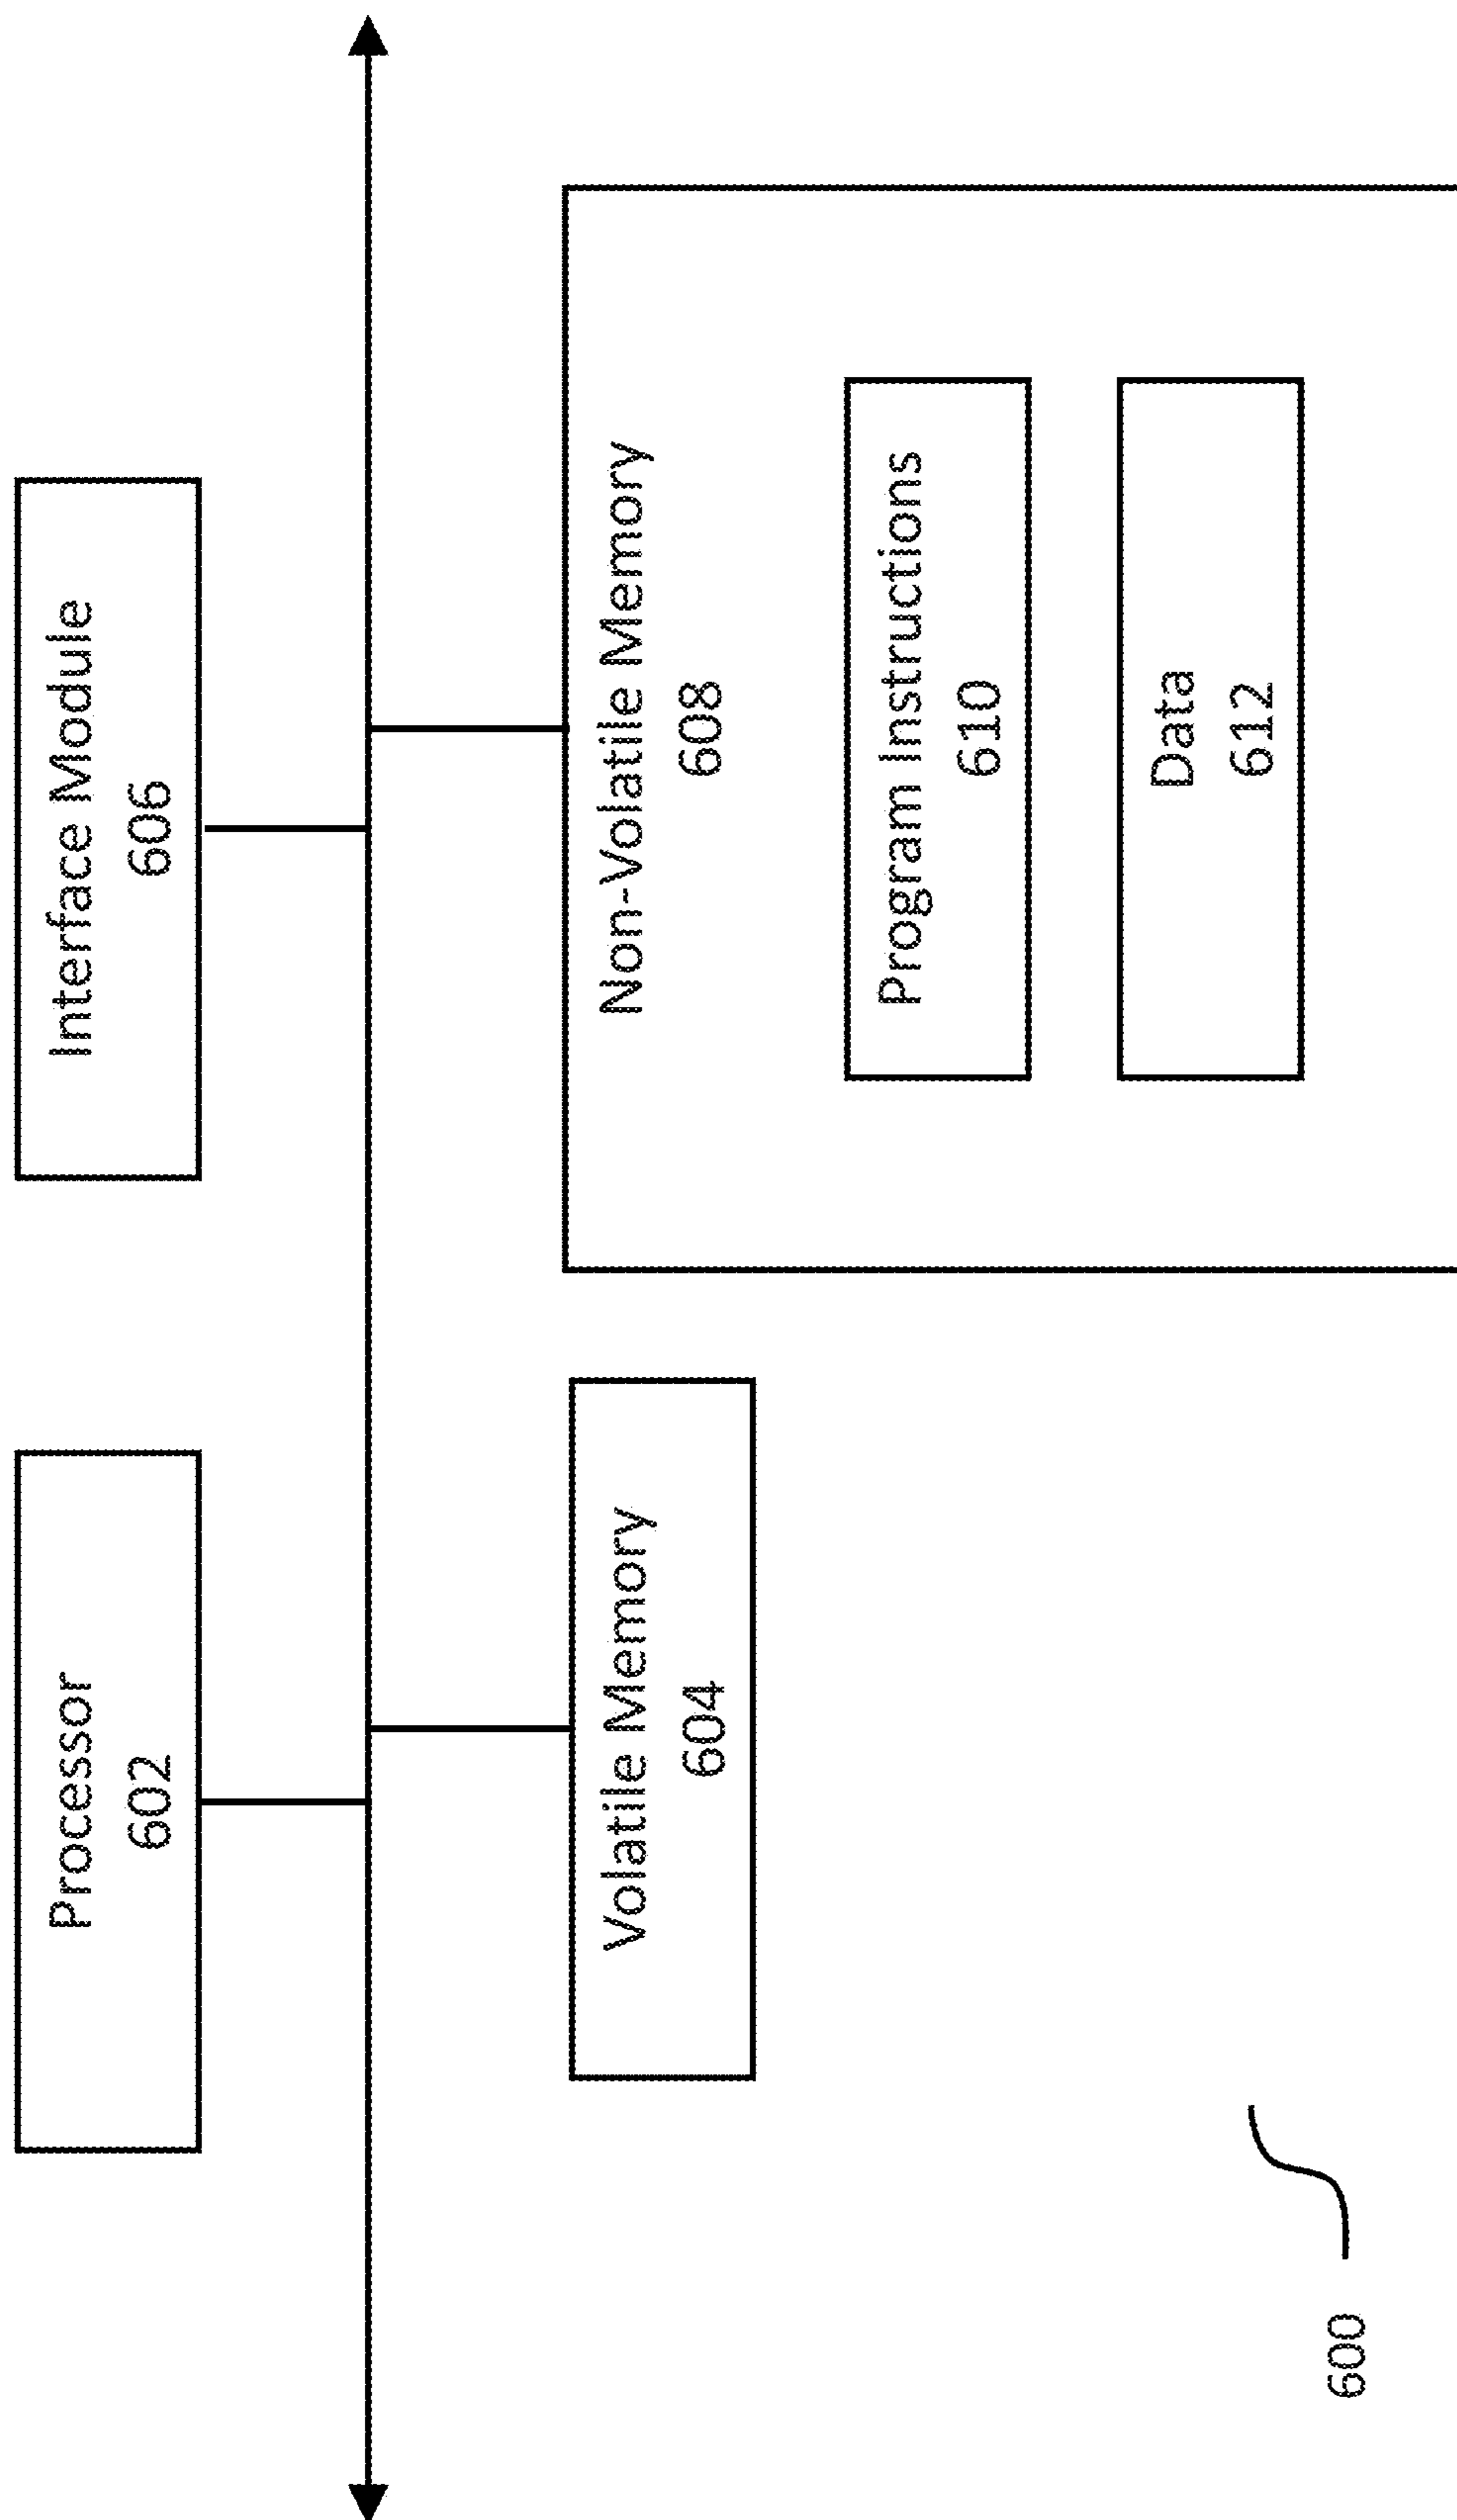 Processor
602
Interface Module
606
Volatile Memory
604
Non-Volatile Memory
608
Program Instructions
610
Data
612
600